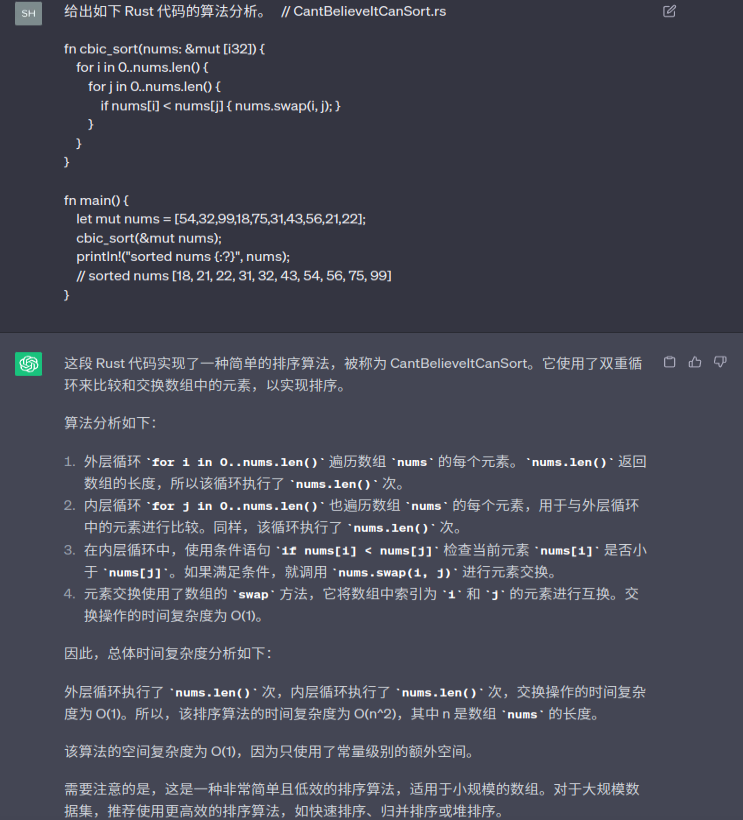 SH
给出如下 Rust 代码的算法分析。 // CantBelieveItCanSort.rs
fn cbic_sort(nums: &mut [i32]) {
for i in 0..nums.len() {
for j in 0..nums.len() {
if nums[i] < nums[j] { nums.swap(i, j); }
}
}
}
fn main() {
let mut nums = [54,32,99,18,75,31,43,56,21,22];
cbic_sort(&mut nums);
println!("sorted nums {:?}", nums);
// sorted nums [18, 21, 22, 31, 32, 43, 54, 56, 75, 99]
}
这段 Rust 代码实现了一种简单的排序算法，被称为 CantBelieveItCanSort。它使用了双重循
环来比较和交换数组中的元素，以实现排序。
算法分析如下：
1. 外层循环 `for i in 0..nums.len()` 遍历数组 `nums` 的每个元素。`nums.len()` 返回
数组的长度，所以该循环执行了 `nums.len()` 次。
2. 内层循环 `for j in 0..nums.len()` 也遍历数组 `nums` 的每个元素，用于与外层循环
中的元素进行比较。同样，该循环执行了 `nums.len()` 次。
3. 在内层循环中，使用条件语句 `if nums[i] < nums[j]` 检查当前元素 `nums[i]` 是否小
于 `nums[j]`。如果满足条件，就调用 `nums.swap(i, j)` 进行元素交换。
4. 元素交换使用了数组的 `swap` 方法，它将数组中索引为 `i` 和 `j` 的元素进行互换。交
换操作的时间复杂度为 O(1)。
因此，总体时间复杂度分析如下：
外层循环执行了 `nums.len()` 次，内层循环执行了 `nums.len()` 次，交换操作的时间复杂
度为 O(1)。所以，该排序算法的时间复杂度为 O(n^2)，其中 n 是数组 `nums` 的长度。
该算法的空间复杂度为 O(1)，因为只使用了常量级别的额外空间。
需要注意的是，这是一种非常简单且低效的排序算法，适用于小规模的数组。对于大规模数
据集，推荐使用更高效的排序算法，如快速排序、归并排序或堆排序。